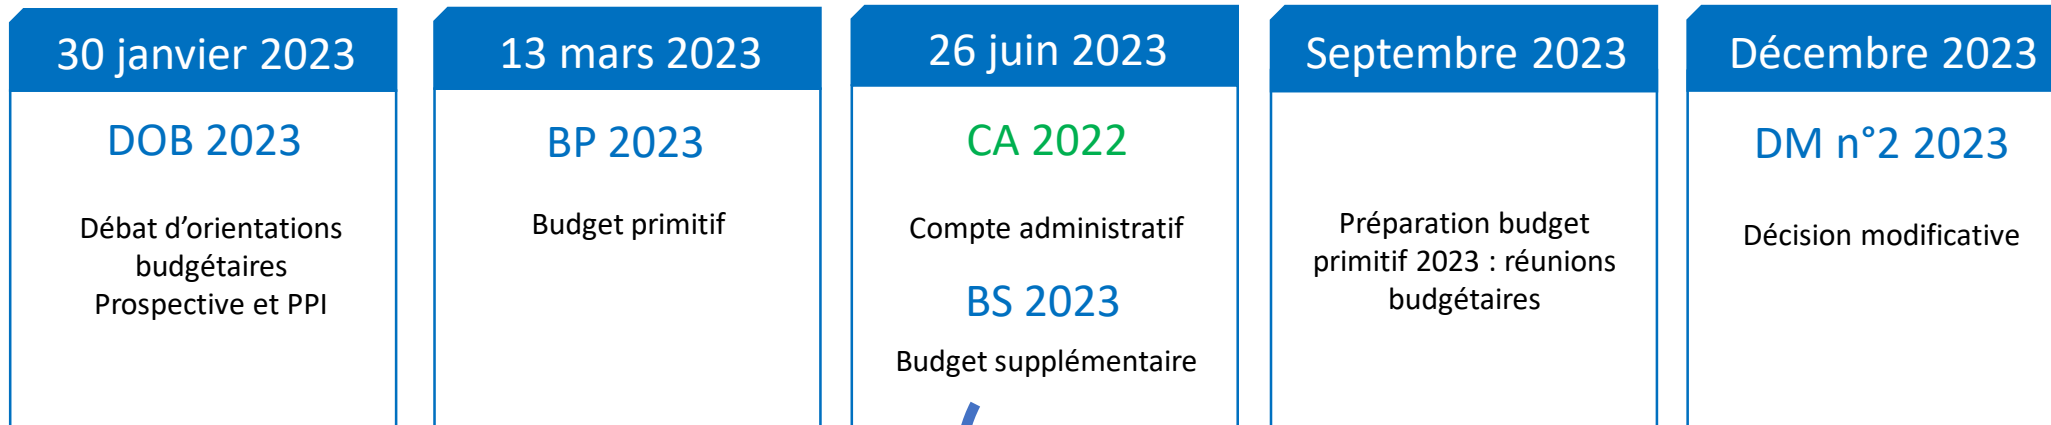 30 janvier 2023
DOB 2023
Débat d’orientations
budgétaires
Prospective et PPI
13 mars 2023
BP 2023
Budget primitif
26 juin 2023
CA 2022
Compte administratif
BS 2023
Budget supplémentaire
Septembre 2023
Préparation budget
primitif 2023 : réunions
budgétaires
Décembre 2023
DM n°2 2023
Décision modificative